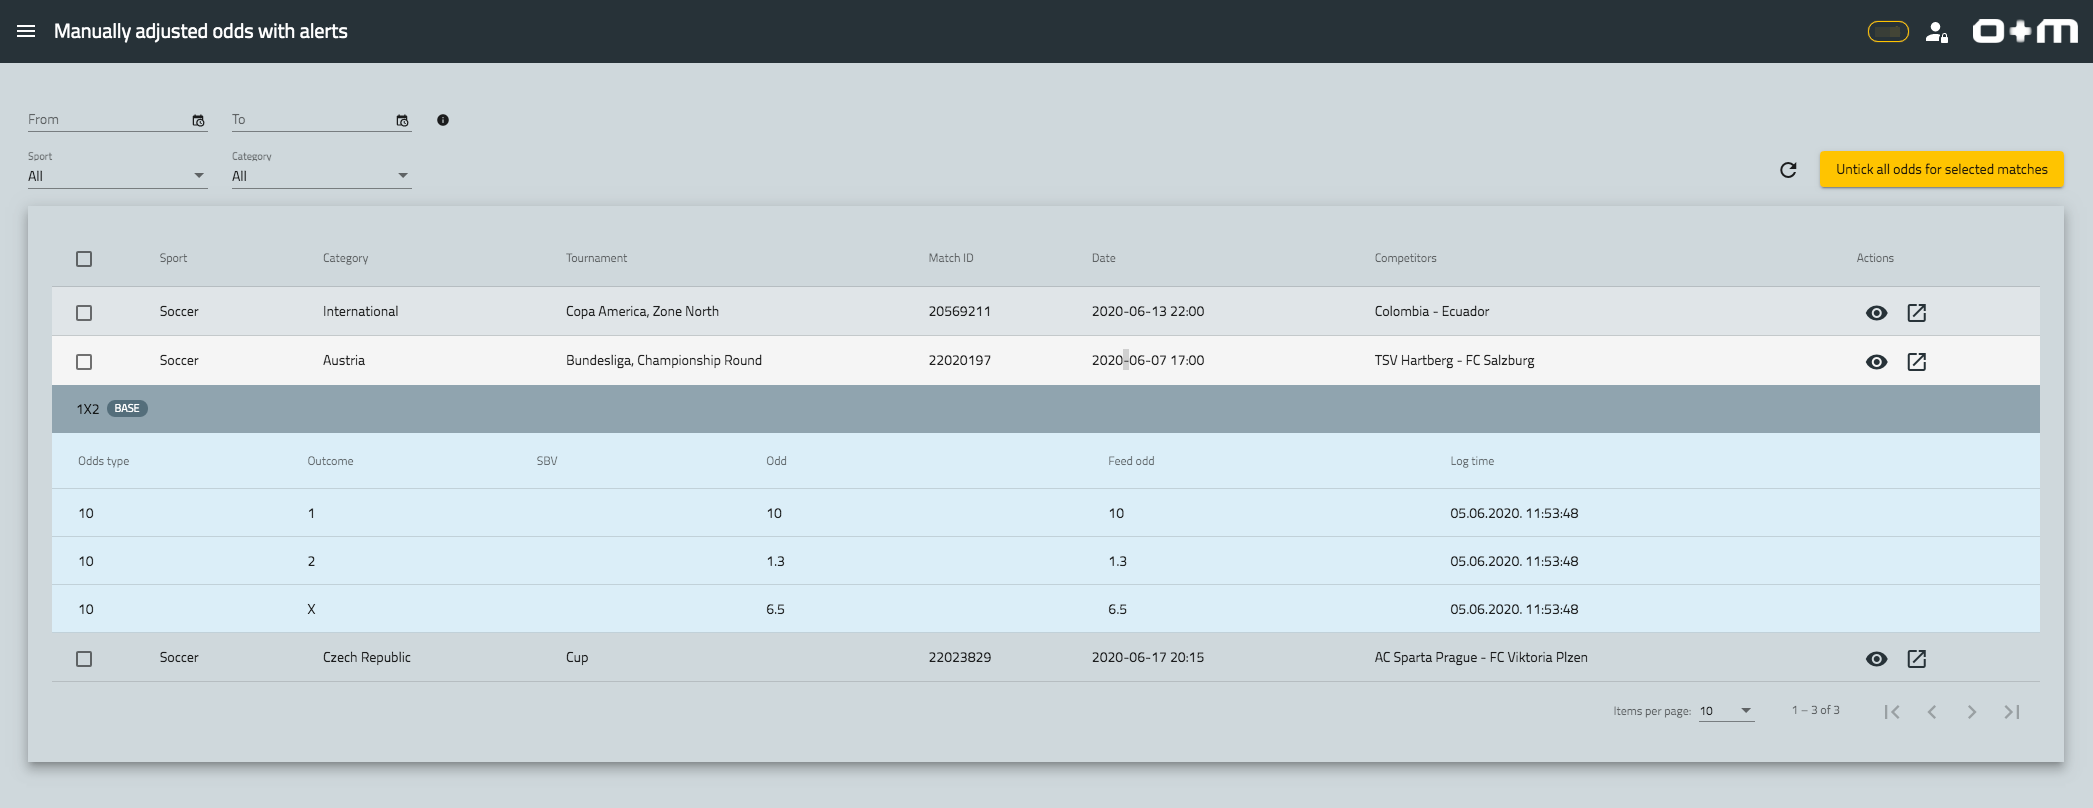 Manually adjusted odds with alerts
o+m
From To
Sport Category
All All
Untick all odds for selected matches
Sport Category Tournament Match ID Date Competitors Actions
Soccer International Copa America, Zone North 20569211 2020-06-13 22:00 Colombia - Ecuador
Soccer Austria Bundesliga, Championship Round 22020197 2020-06-07 17:00 TSV Hartberg - FC Salzburg
1X2 BASE
Odds type Outcome SBV Odd Feed odd Log time
10 1 10 10 05.06.2020. 11:53:48
10 2 1.3 1.3 05.06.2020. 11:53:48
10 X 6.5 6.5 05.06.2020. 11:53:48
Soccer Czech Republic Cup 22023829 2020-06-17 20:15 AC Sparta Prague - FC Viktoria Plzen
Items per page: 10 1 – 3 of 3